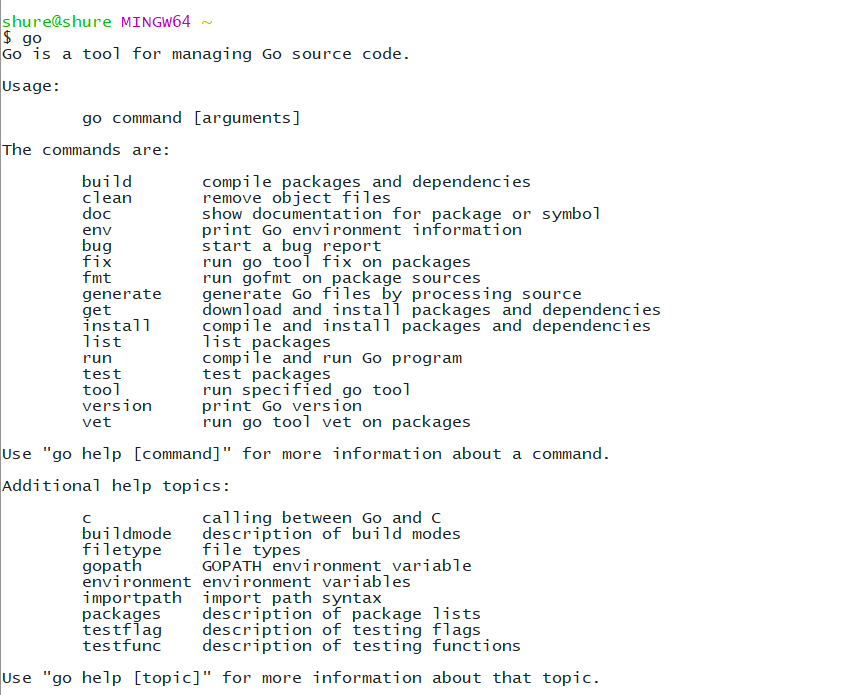 shure@shure MINGW64 ~
$ go
Go is a tool for managing Go source code.

Usage:

        go command [arguments]

The commands are:

        build       compile packages and dependencies
        clean       remove object files
        doc         show documentation for package or symbol
        env         print Go environment information
        bug         start a bug report
        fix         run go tool fix on packages
        fmt         run gofmt on package sources
        generate    generate Go files by processing source
        get         download and install packages and dependencies
        install     compile and install packages and dependencies
        list        list packages
        run         compile and run Go program
        test        test packages
        tool        run specified go tool
        version     print Go version
        vet         run go tool vet on packages

Use "go help [command]" for more information about a command.

Additional help topics:

        c           calling between Go and C
        buildmode   description of build modes
        filetype    file types
        gopath      GOPATH environment variable
        environment environment variables
        importpath  import path syntax
        packages    description of package lists
        testflag    description of testing flags
        testfunc    description of testing functions

Use "go help [topic]" for more information about that topic.